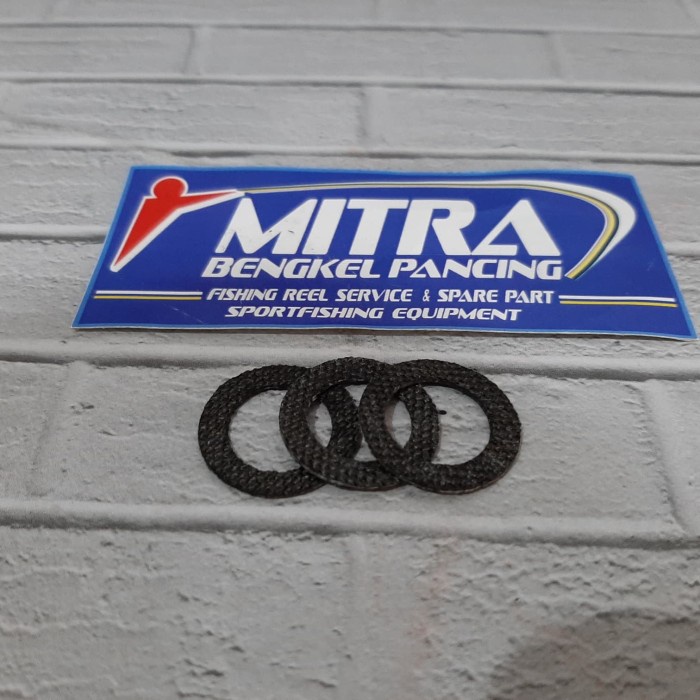 MITRA
BENGKEL PANCING
FISHING REEL SERVICE & SPARE PART
SPORTFISHING EQUIPMENT